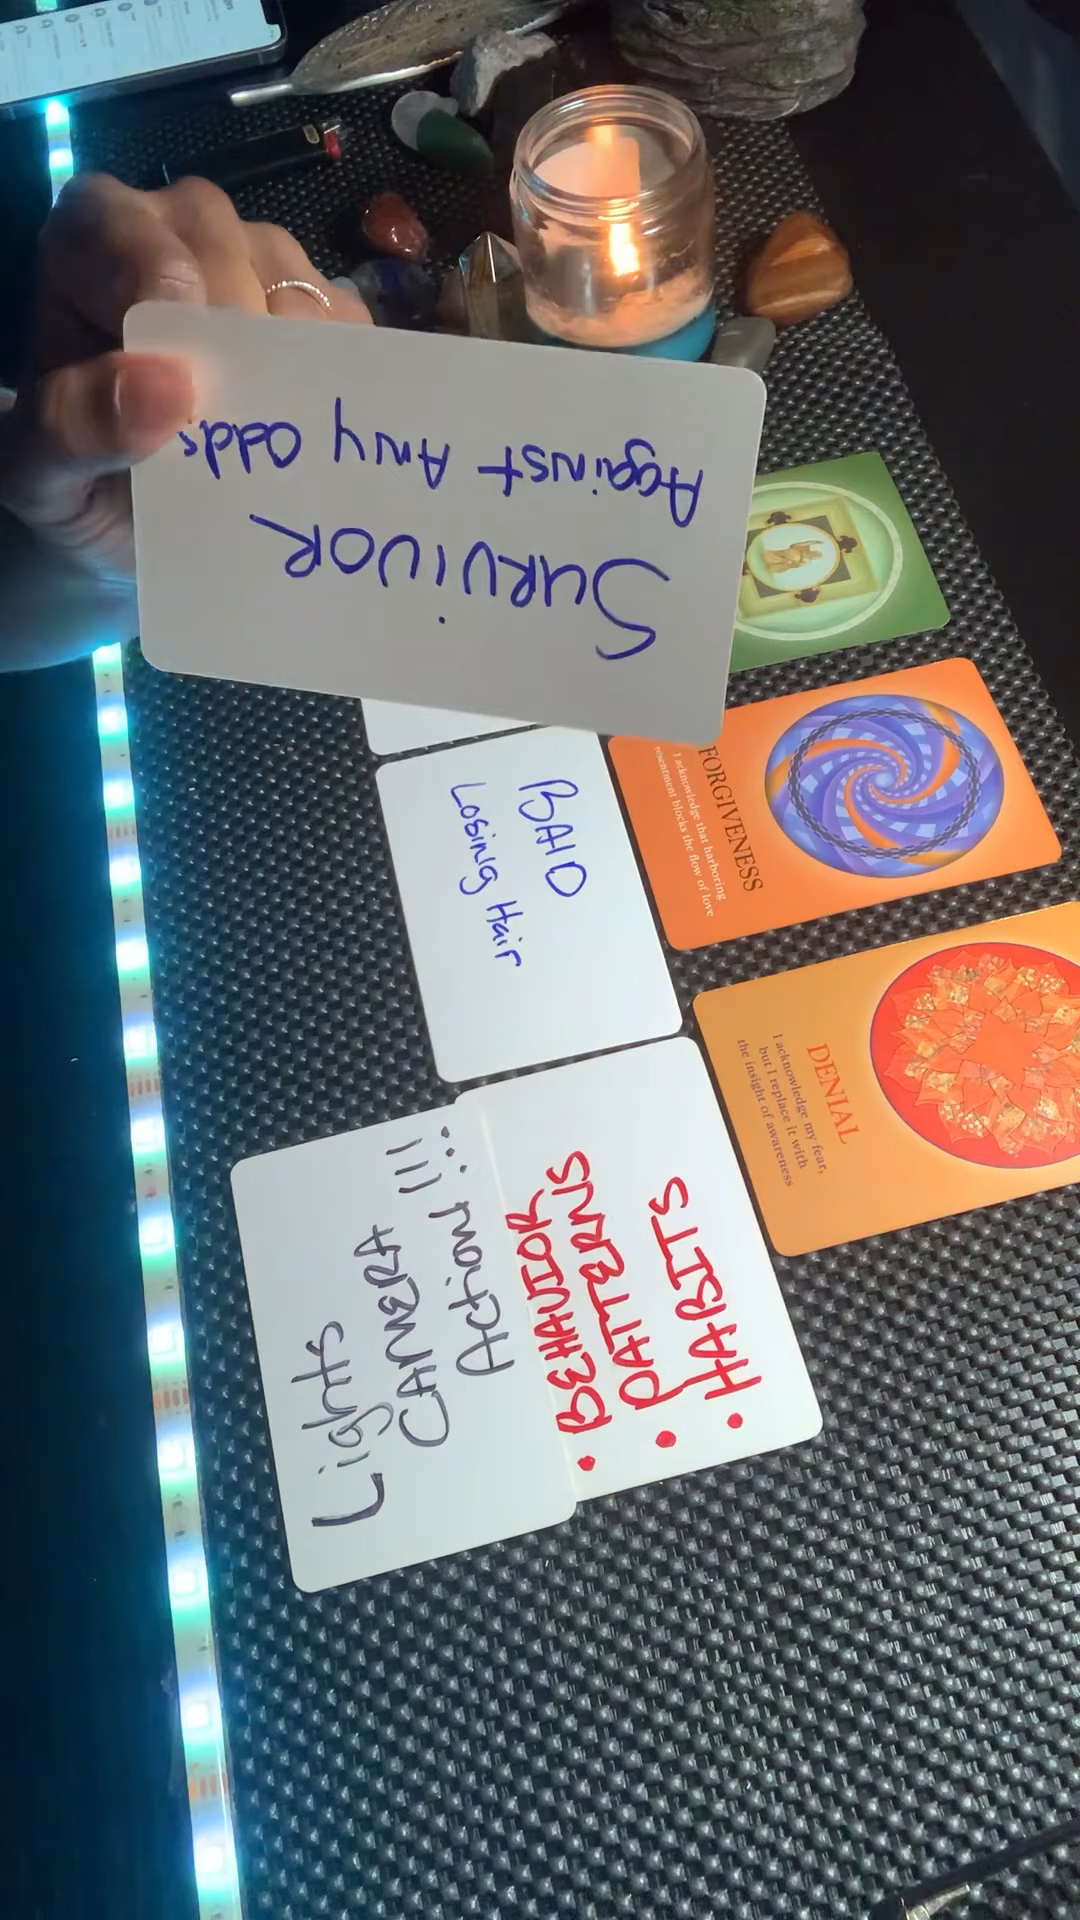 SURVIVOR
Against Any odds
BALD
Losing Hair
FORGIVENESS
I acknowledge that harboring
resentment blocks the flow of love
DENIAL
I acknowledge my fear,
but I replace it with
the insight of awareness
Lights
CAMERA
Action!!!
• BEHAVIOR
• PATTERNS
• HABITS